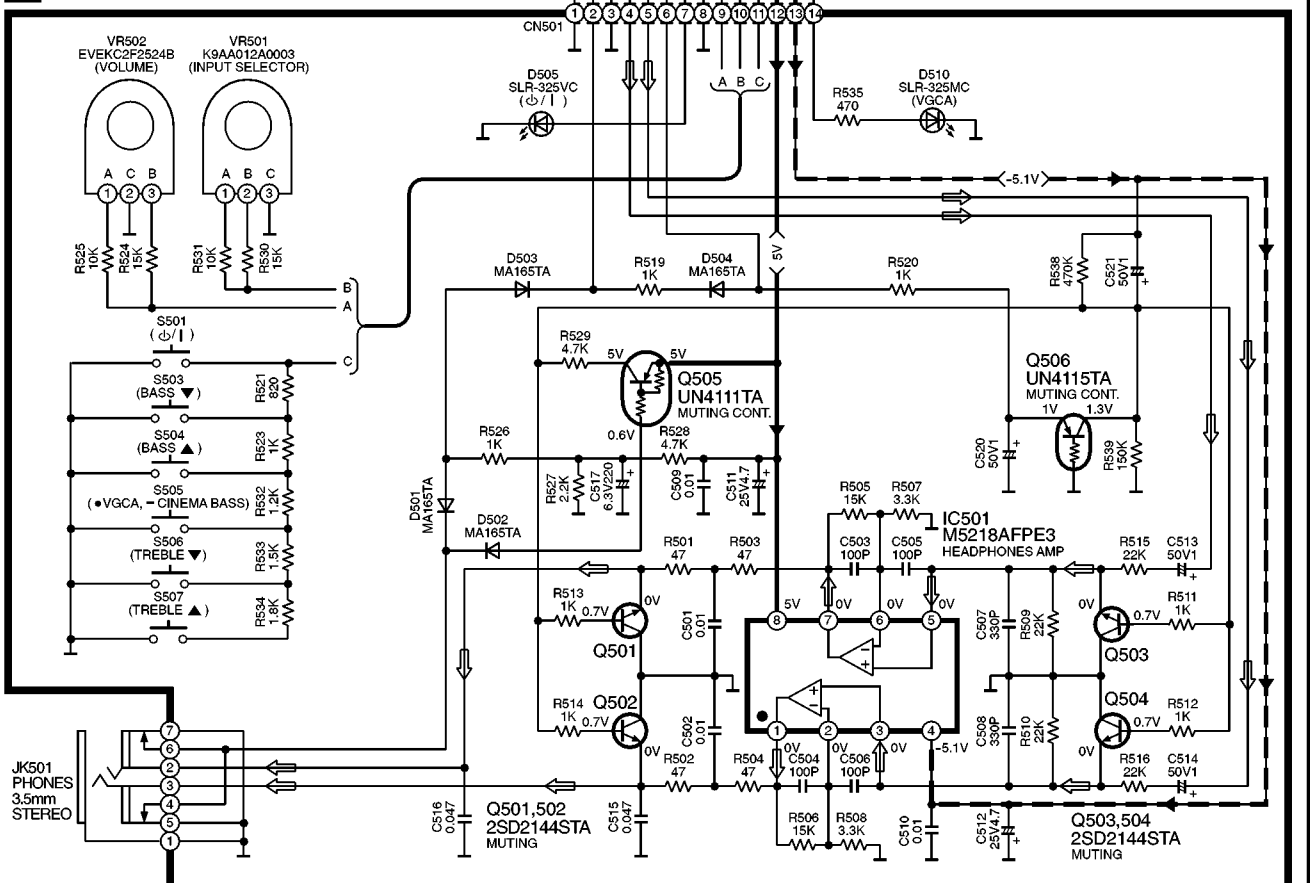 1 2 3 4 5 6 7 8 9 10 11 12 13 14
CN501
VR502
EVEKC2F2524B
(VOLUME)
VR501
K9AA012A0003
(INPUT SELECTOR)
A C B
1 2 3
A B C
1 2 3
R525
10K
R524
15K
R531
10K
R530
15K
D505
SLR-325VC
(⏻/I)
A B C
R535
470
D510
SLR-325MC
(VGCA)
-5.1V
5V
B
A
C
S501
(⏻/I)
S503
(BASS ▼)
S504
(BASS ▲)
S505
(●VGCA, – CINEMA BASS)
S506
(TREBLE ▼)
S507
(TREBLE ▲)
R521
820
R523
1K
R532
1.2K
R533
1.5K
R534
1.8K
D503
MA165TA
R519
1K
D504
MA165TA
R520
1K
R538
470K
C521
50V1
+
R529
4.7K
5V
5V
Q505
UN4111TA
MUTING CONT.
0.6V
Q506
UN4115TA
MUTING CONT.
1V
1.3V
C520
50V1
+
R539
150K
R526
1K
R528
4.7K
R527
2.2K
C517
6.3V220
+
C509
0.01
C511
25V4.7
+
D501
MA165TA
D502
MA165TA
R505
15K
R507
3.3K
IC501
M5218AFPE3
HEADPHONES AMP
R501
47
R503
47
C503
100P
C505
100P
R515
22K
C513
50V1
+
R513
1K
0.7V
0V
Q501
C501
0.01
5V
0V
0V
0V
8 7 6 5
C507
330P
R509
22K
0V
0.7V
R511
1K
Q503
R514
1K
0.7V
0V
Q502
C502
0.01
– +
+ –
1 2 3 4
0V
0V
0V
-5.1V
C508
330P
R510
22K
Q504
0V
0.7V
R512
1K
R502
47
R504
47
C504
100P
C506
100P
R516
22K
C514
50V1
+
JK501
PHONES
3.5mm
STEREO
7
6
2
3
4
5
1
C516
0.047
Q501,502
2SD2144STA
MUTING
C515
0.047
R506
15K
R508
3.3K
C510
0.01
C512
25V4.7
+
Q503,504
2SD2144STA
MUTING